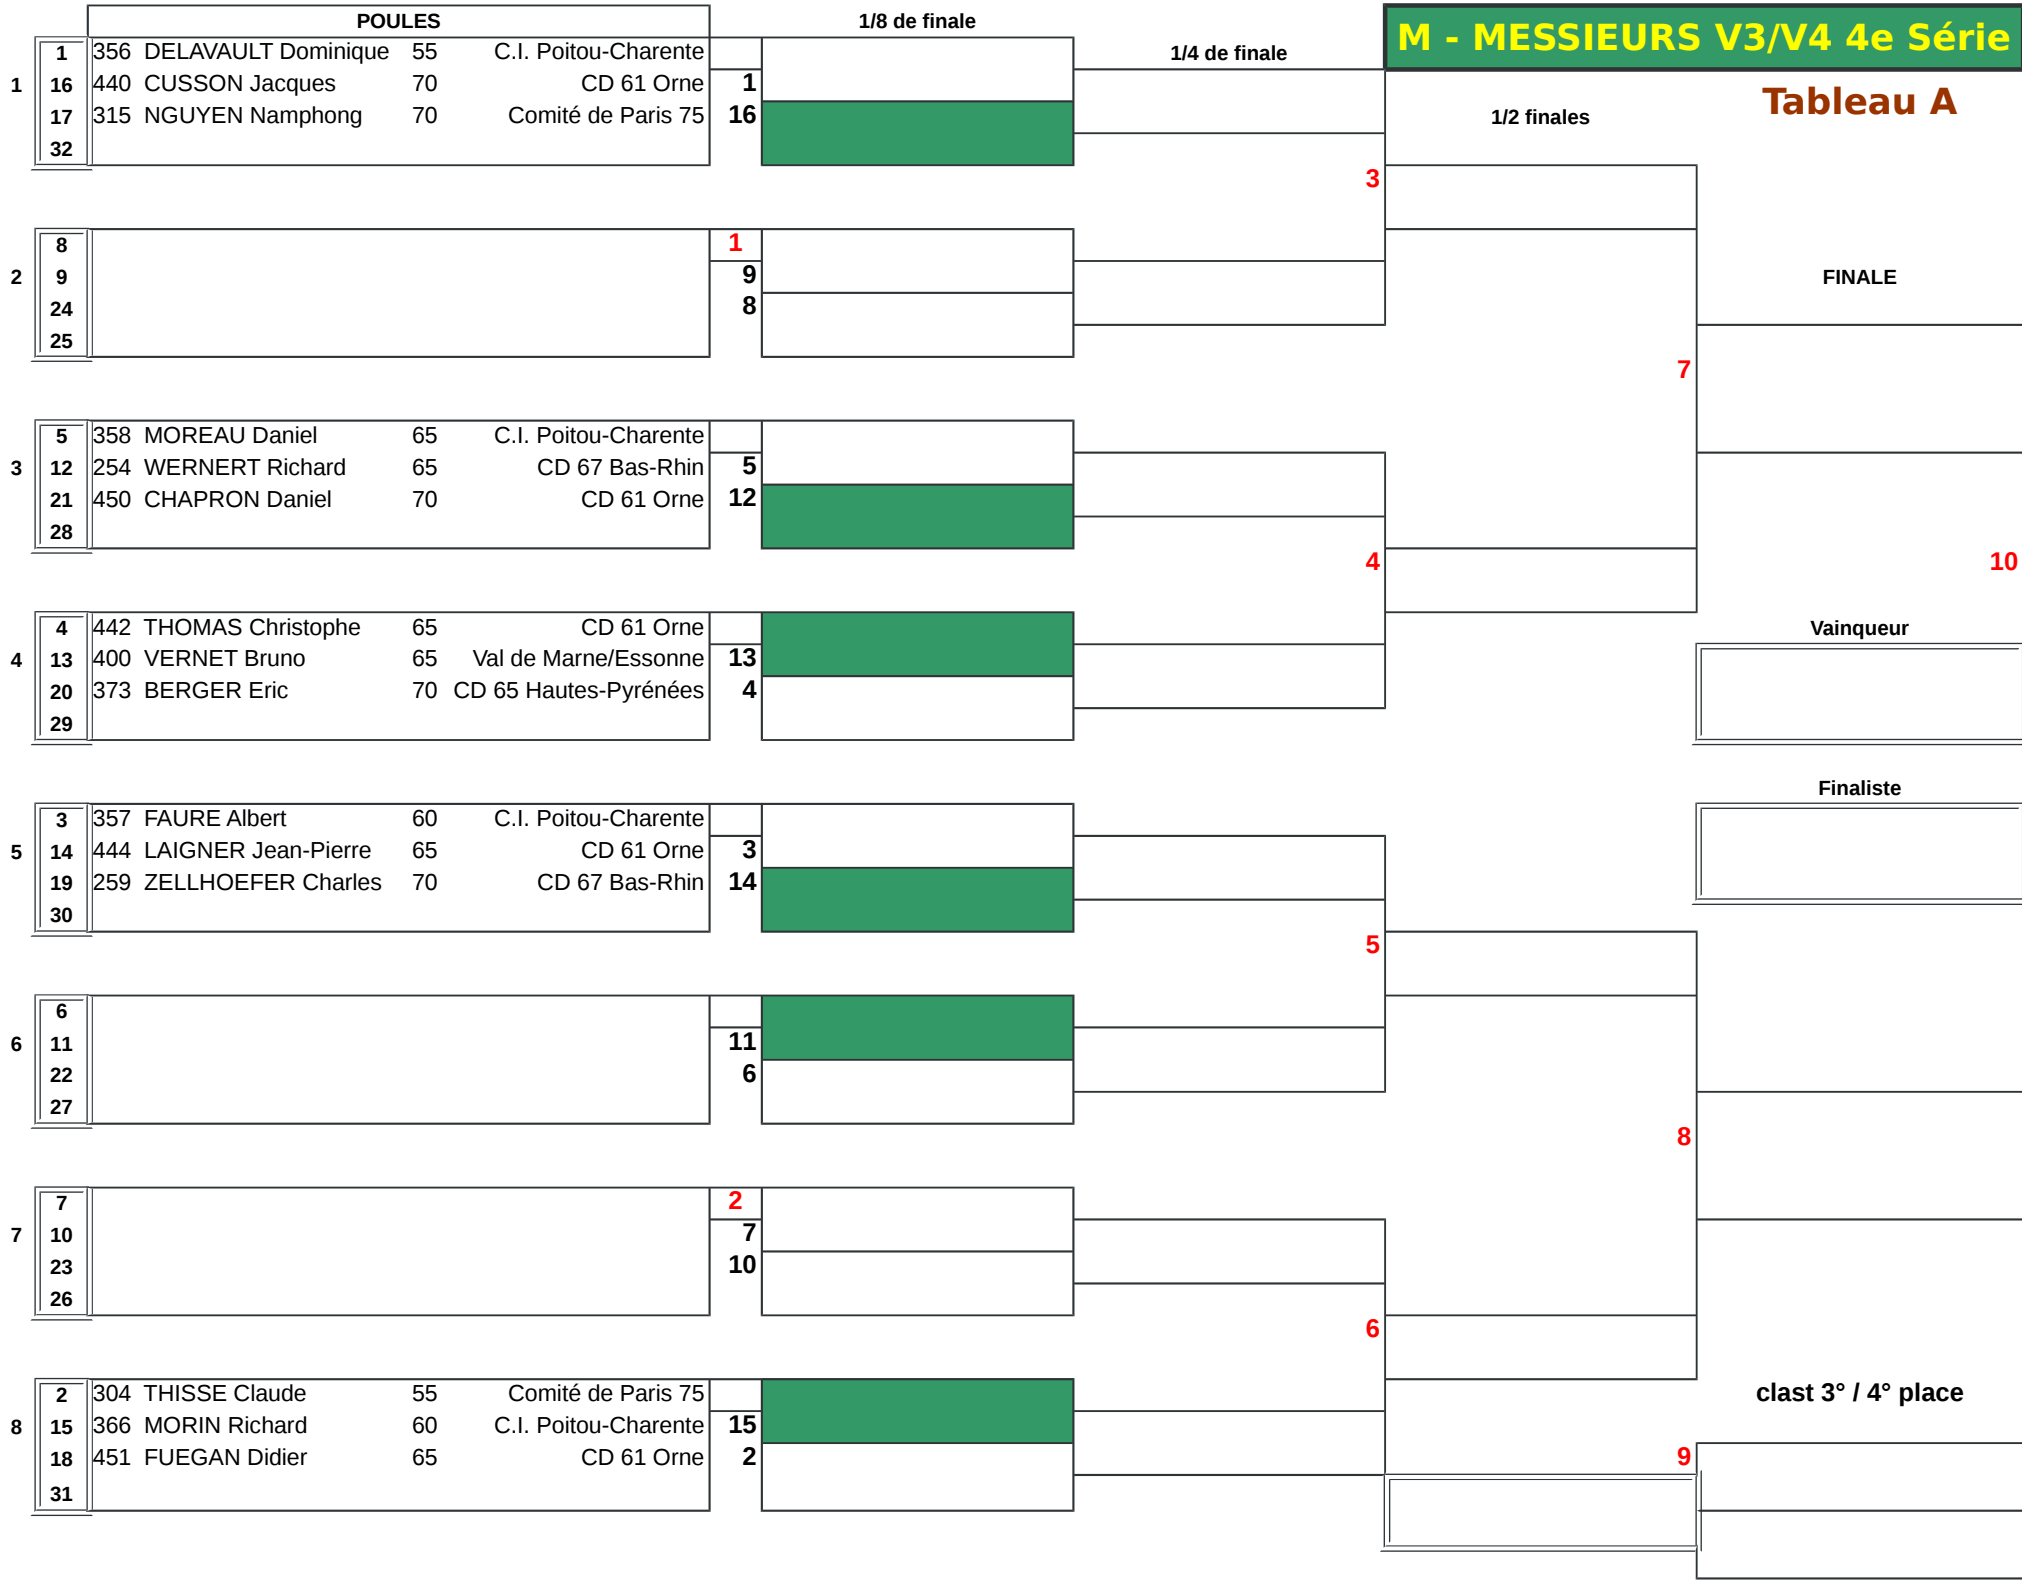 POULES 1/8 de finale M - MESSIEURS V3/V4 4e Série
1 356 DELAVAULT Dominique 55 C.I. Poitou-Charente 1/4 de finale
1 16 440 CUSSON Jacques 70 CD 61 Orne 1
Tableau A
17 315 NGUYEN Namphong 70 Comité de Paris 75 16 1/2 finales
32
3
8 1
2 9 9 FINALE
24 8
25
7
5 358 MOREAU Daniel 65 C.I. Poitou-Charente
3 12 254 WERNERT Richard 65 CD 67 Bas-Rhin 5
21 450 CHAPRON Daniel 70 CD 61 Orne 12
28
4 10
4 442 THOMAS Christophe 65 CD 61 Orne Vainqueur
4 13 400 VERNET Bruno 65 Val de Marne/Essonne 13
20 373 BERGER Eric 70 CD 65 Hautes-Pyrénées 4
29
Finaliste
3 357 FAURE Albert 60 C.I. Poitou-Charente
5 14 444 LAIGNER Jean-Pierre 65 CD 61 Orne 3
19 259 ZELLHOEFER Charles 70 CD 67 Bas-Rhin 14
30
5
6
6 11 11
22 6
27
8
7 2
7 10 7
23 10
26
6
2 304 THISSE Claude 55 Comité de Paris 75 clast 3° / 4° place
8 15 366 MORIN Richard 60 C.I. Poitou-Charente 15
18 451 FUEGAN Didier 65 CD 61 Orne 2 9
31